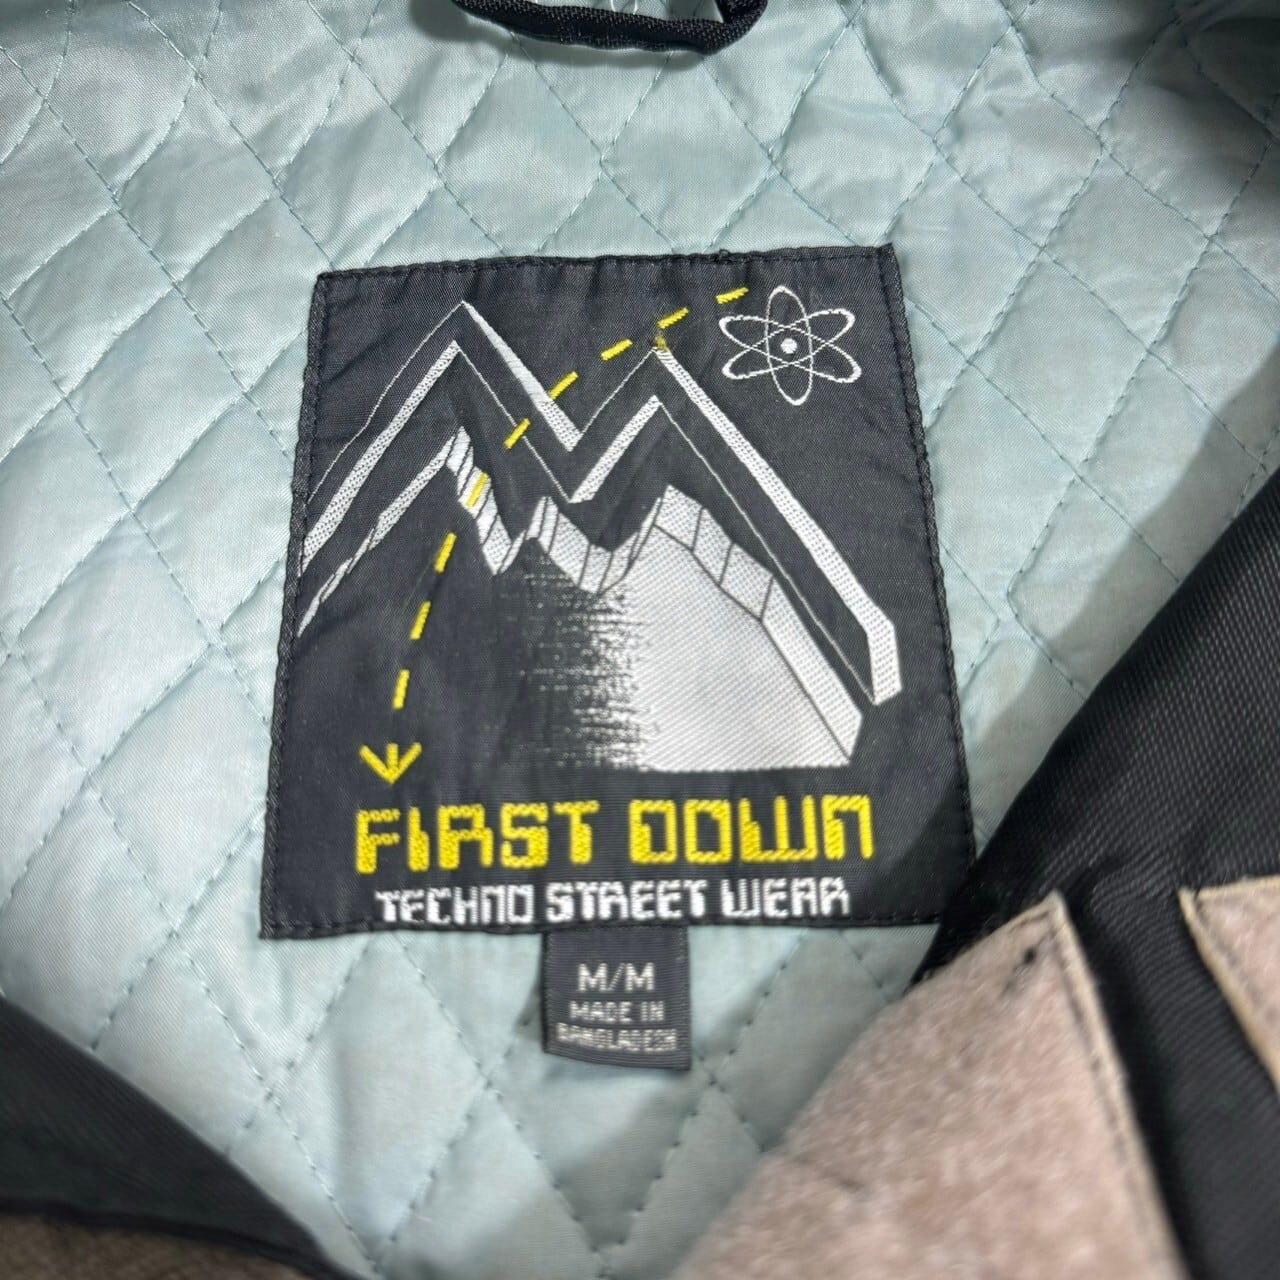 FIRST DOWN
TECHNO STREET WEAR
M/M
MADE IN
BANGLADESH